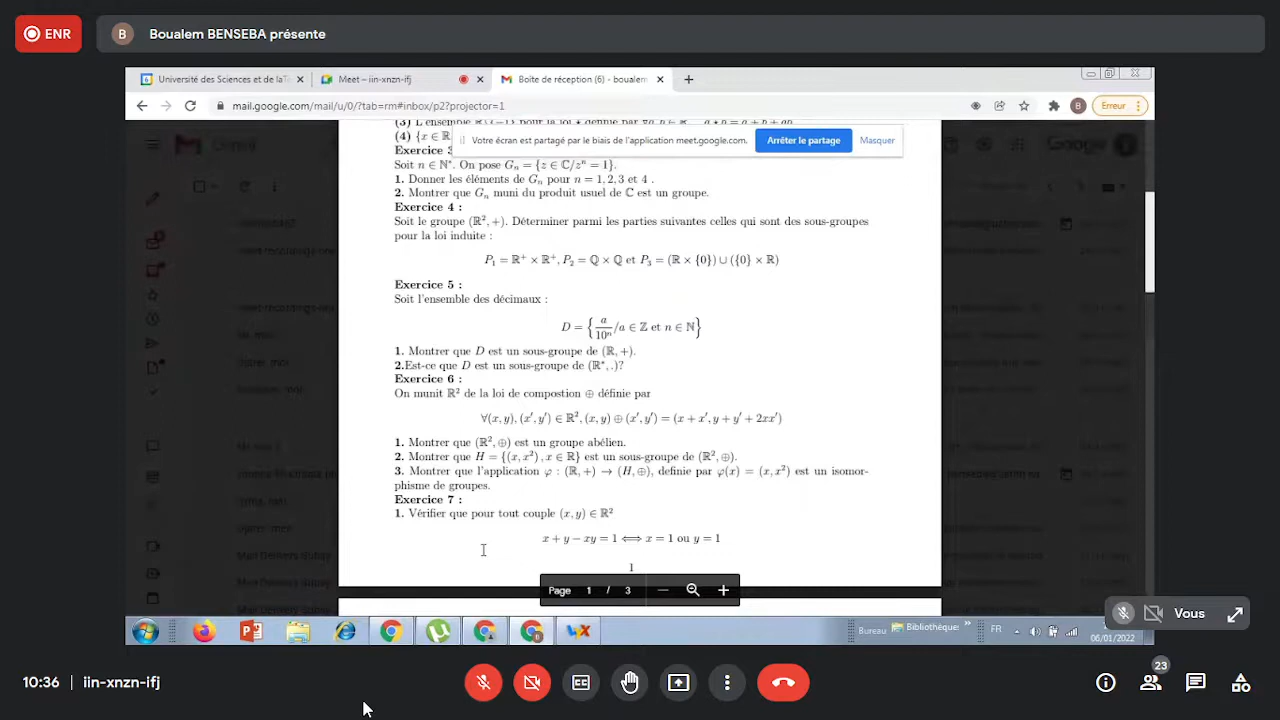 ENR
B
Boualem BENSEBA présente
Université des Sciences et de la
Meet – iin-xnzn-ifj
Boîte de réception (6) - boualem
mail.google.com/mail/u/0/?tab=rm#inbox/p2?projector=1
B
Erreur
(4) {x ∈ ℝ
Votre écran est partagé par le biais de l'application meet.google.com.
Arrêter le partage
Masquer
Exercice
Soit n ∈ ℕ*. On pose Gₙ = {z ∈ ℂ/zⁿ = 1}.
1. Donner les éléments de Gₙ pour n = 1, 2, 3 et 4 .
2. Montrer que Gₙ muni du produit usuel de ℂ est un groupe.
Exercice 4 :
Soit le groupe (ℝ², +). Déterminer parmi les parties suivantes celles qui sont des sous-groupes
pour la loi induite :
P₁ = ℝ⁺ × ℝ⁺, P₂ = ℚ × ℚ et P₃ = (ℝ × {0}) ∪ ({0} × ℝ)
Exercice 5 :
Soit l'ensemble des décimaux :
D = { a/10ⁿ /a ∈ ℤ et n ∈ ℕ }
1. Montrer que D est un sous-groupe de (ℝ, +).
2.Est-ce que D est un sous-groupe de (ℝ*, .)?
Exercice 6 :
On munit ℝ² de la loi de compostion ⊕ définie par
∀(x, y), (x′, y′) ∈ ℝ², (x, y) ⊕ (x′, y′) = (x + x′, y + y′ + 2xx′)
1. Montrer que (ℝ², ⊕) est un groupe abélien.
2. Montrer que H = {(x, x²) , x ∈ ℝ} est un sous-groupe de (ℝ², ⊕).
3. Montrer que l'application φ : (ℝ, +) → (H, ⊕), definie par φ(x) = (x, x²) est un isomor-
phisme de groupes.
Exercice 7 :
1. Vérifier que pour tout couple (x, y) ∈ ℝ²
x + y − xy = 1 ⟺ x = 1 ou y = 1
1
Page 1 / 3
Vous
Bureau
Bibliothèques
FR
06/01/2022
10:36
iin-xnzn-ifj
23